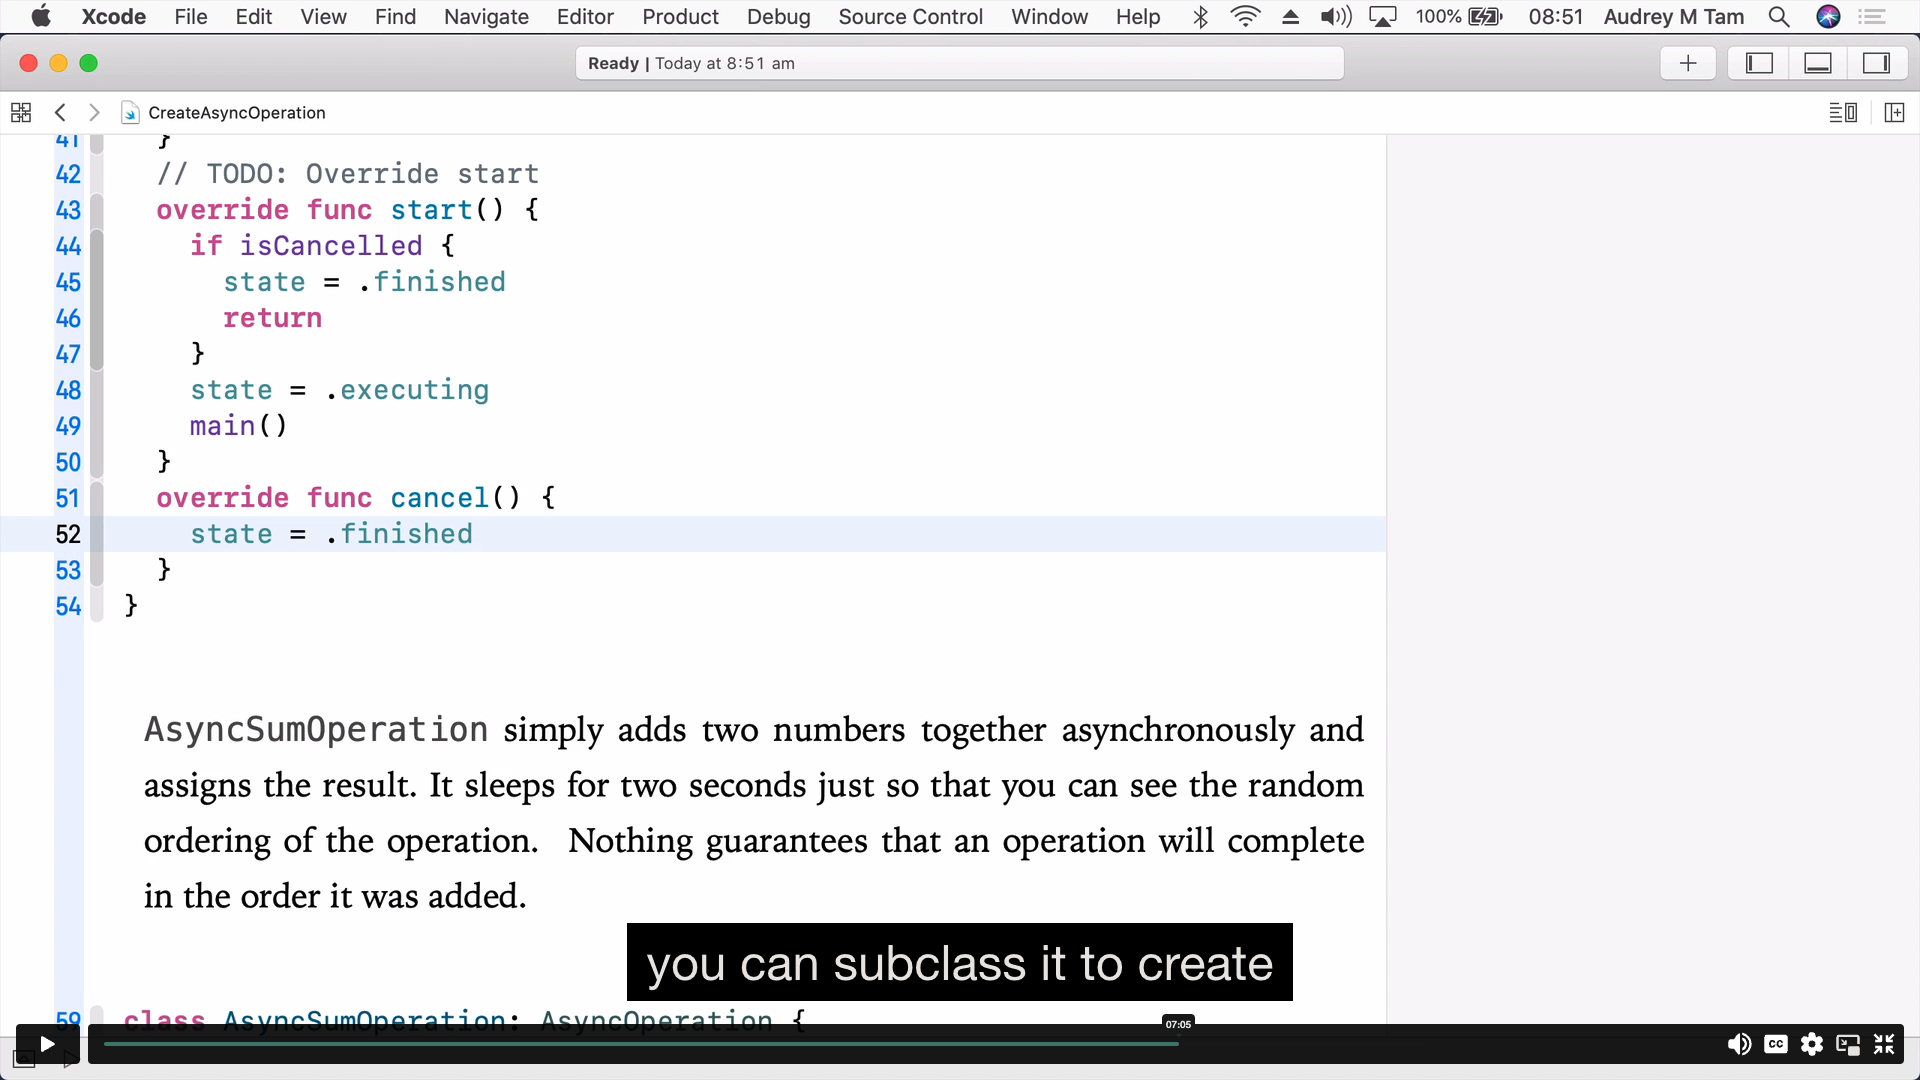 Xcode File Edit View Find Navigate Editor Product Debug Source Control Window Help 100% 08:51 Audrey M Tam
Ready | Today at 8:51 am
CreateAsyncOperation
41 }
42 // TODO: Override start
43 override func start() {
44 if isCancelled {
45 state = .finished
46 return
47 }
48 state = .executing
49 main()
50 }
51 override func cancel() {
52 state = .finished
53 }
54 }
AsyncSumOperation simply adds two numbers together asynchronously and
assigns the result. It sleeps for two seconds just so that you can see the random
ordering of the operation. Nothing guarantees that an operation will complete
in the order it was added.
you can subclass it to create
59 class AsyncSumOperation: AsyncOperation {
07:05
CC